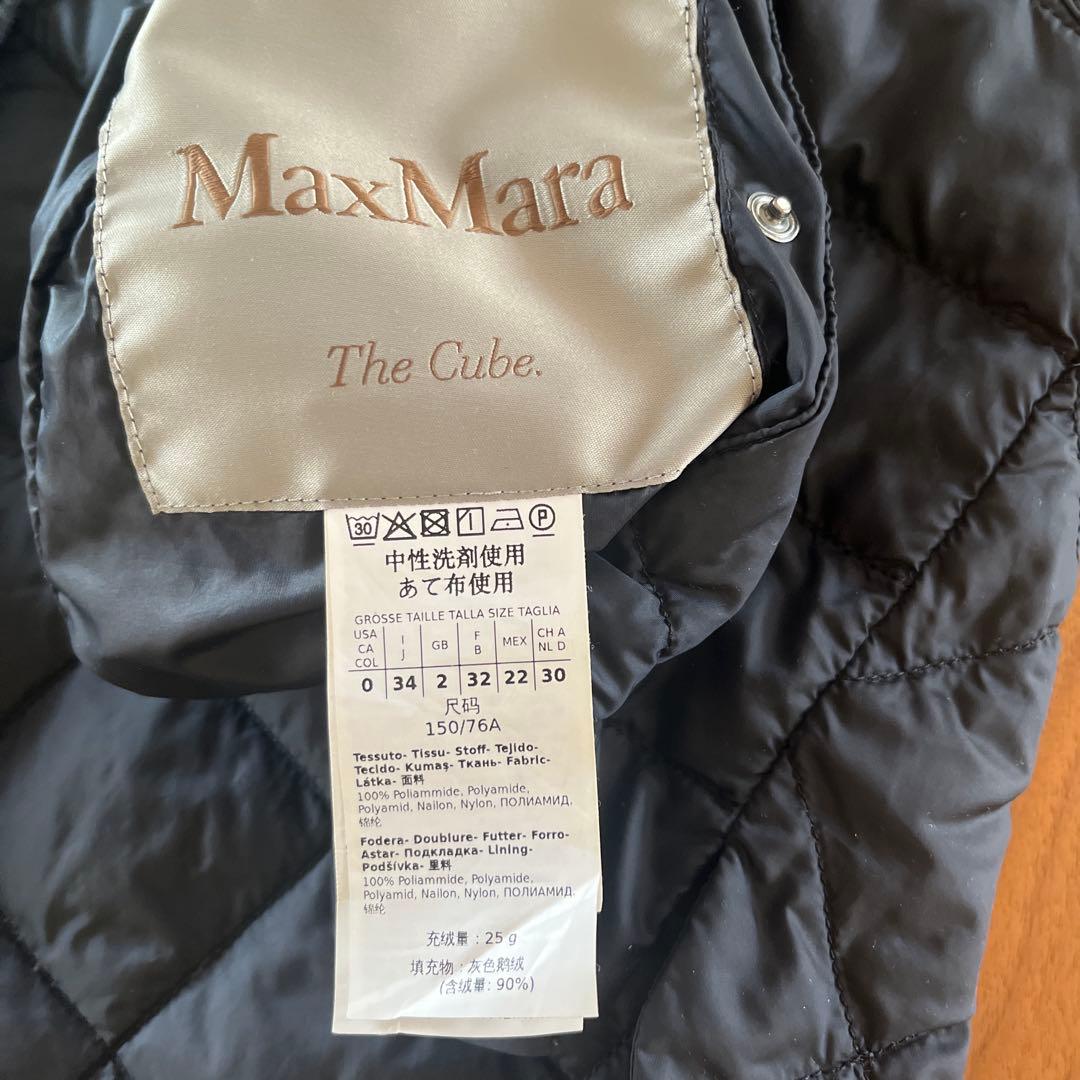 MaxMara
The Cube.
30 P
中性洗剤使用
あて布使用
GRÖSSE TAILLE TALLA SIZE TAGLIA
USA CA COL I J GB F B MEX CH A NL D
0 34 2 32 22 30
尺码
150/76A
Tessuto- Tissu- Stoff- Tejido-
Tecido- Kumaş- Ткань- Fabric-
Látka- 面料
100% Poliammide, Polyamide,
Polyamid, Nailon, Nylon, ПОЛИАМИД,
锦纶
Fodera- Doublure- Futter- Forro-
Astar- Подкладка- Lining-
Podšívka- 里料
100% Poliammide, Polyamide,
Polyamid, Nailon, Nylon, ПОЛИАМИД,
锦纶
充绒量：25 g
填充物：灰色鹅绒
(含绒量: 90%)